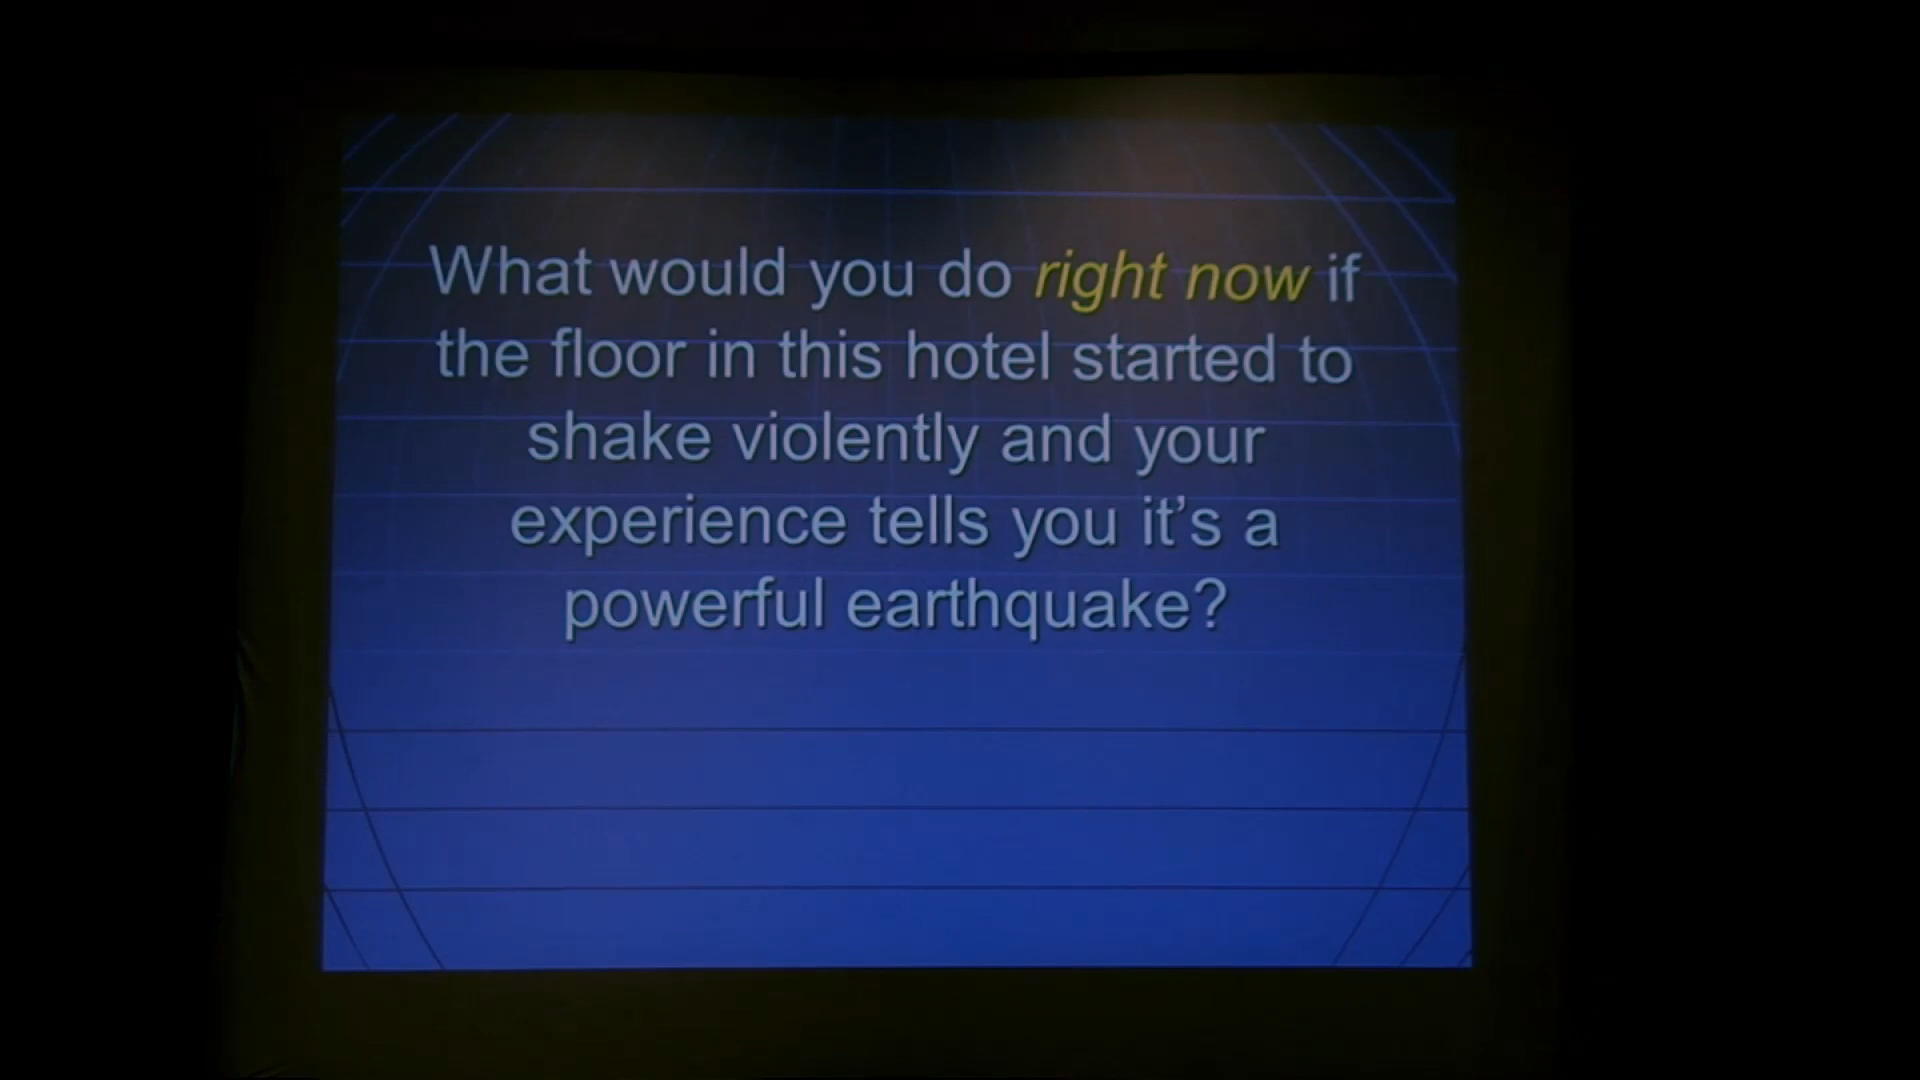 What would you do right now if
the floor in this hotel started to
shake violently and your
experience tells you it's a
powerful earthquake?